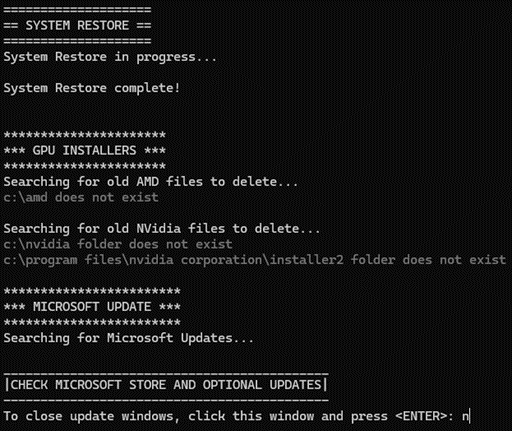 ====================
== SYSTEM RESTORE ==
====================
System Restore in progress...
System Restore complete!
**********************
*** GPU INSTALLERS ***
**********************
Searching for old AMD files to delete...
c:\amd does not exist
Searching for old NVidia files to delete...
c:\nvidia folder does not exist
c:\program files\nvidia corporation\installer2 folder does not exist
************************
*** MICROSOFT UPDATE ***
************************
Searching for Microsoft Updates...
____________________________________________
|CHECK MICROSOFT STORE AND OPTIONAL UPDATES|
--------------------------------------------
To close update windows, click this window and press <ENTER>: n